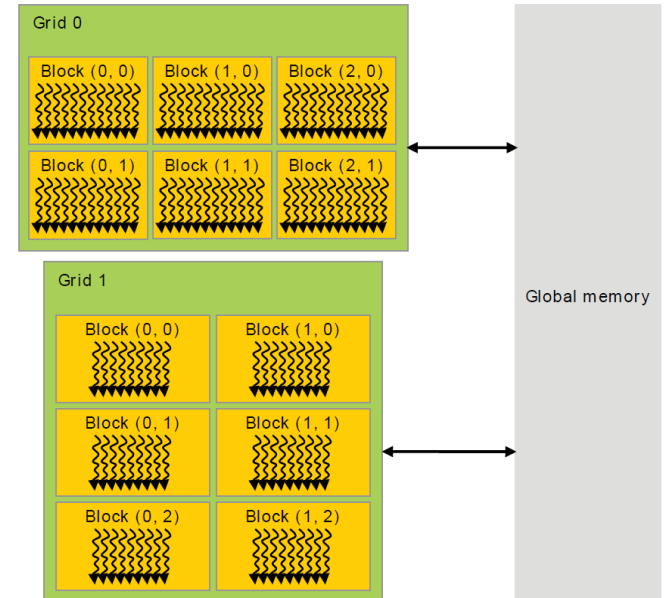 Grid 0
Block (0, 0) Block (1, 0) Block (2, 0)
Block (0, 1) Block (1, 1) Block (2, 1)
Grid 1
Global memory
Block (0, 0) Block (1, 0)
Block (0, 1) Block (1, 1)
Block (0, 2) Block (1, 2)